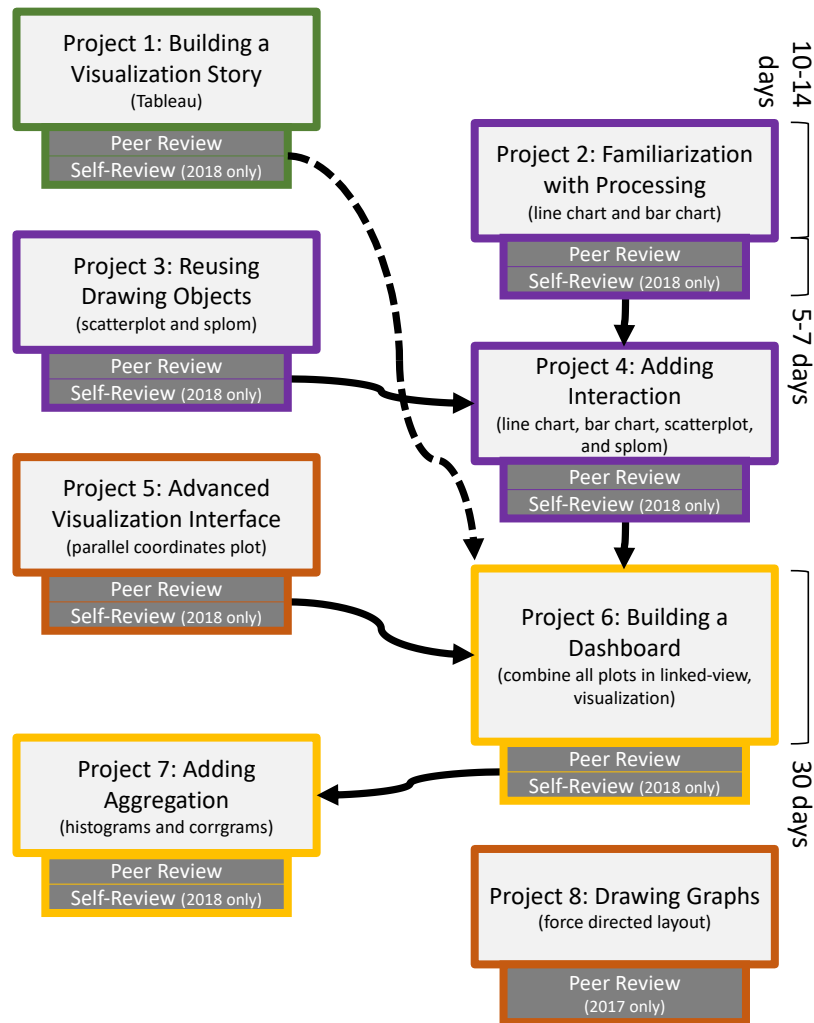 Project 1: Building a
Visualization Story
(Tableau)
Peer Review
Self-Review (2018 only)
10-14
days
Project 2: Familiarization
with Processing
(line chart and bar chart)
Peer Review
Self-Review (2018 only)
5-7 days
Project 3: Reusing
Drawing Objects
(scatterplot and splom)
Peer Review
Self-Review (2018 only)
Project 4: Adding
Interaction
(line chart, bar chart, scatterplot,
and splom)
Peer Review
Self-Review (2018 only)
Project 5: Advanced
Visualization Interface
(parallel coordinates plot)
Peer Review
Self-Review (2018 only)
Project 6: Building a
Dashboard
(combine all plots in linked-view,
visualization)
Peer Review
Self-Review (2018 only)
30 days
Project 7: Adding
Aggregation
(histograms and corrgrams)
Peer Review
Self-Review (2018 only)
Project 8: Drawing Graphs
(force directed layout)
Peer Review
(2017 only)